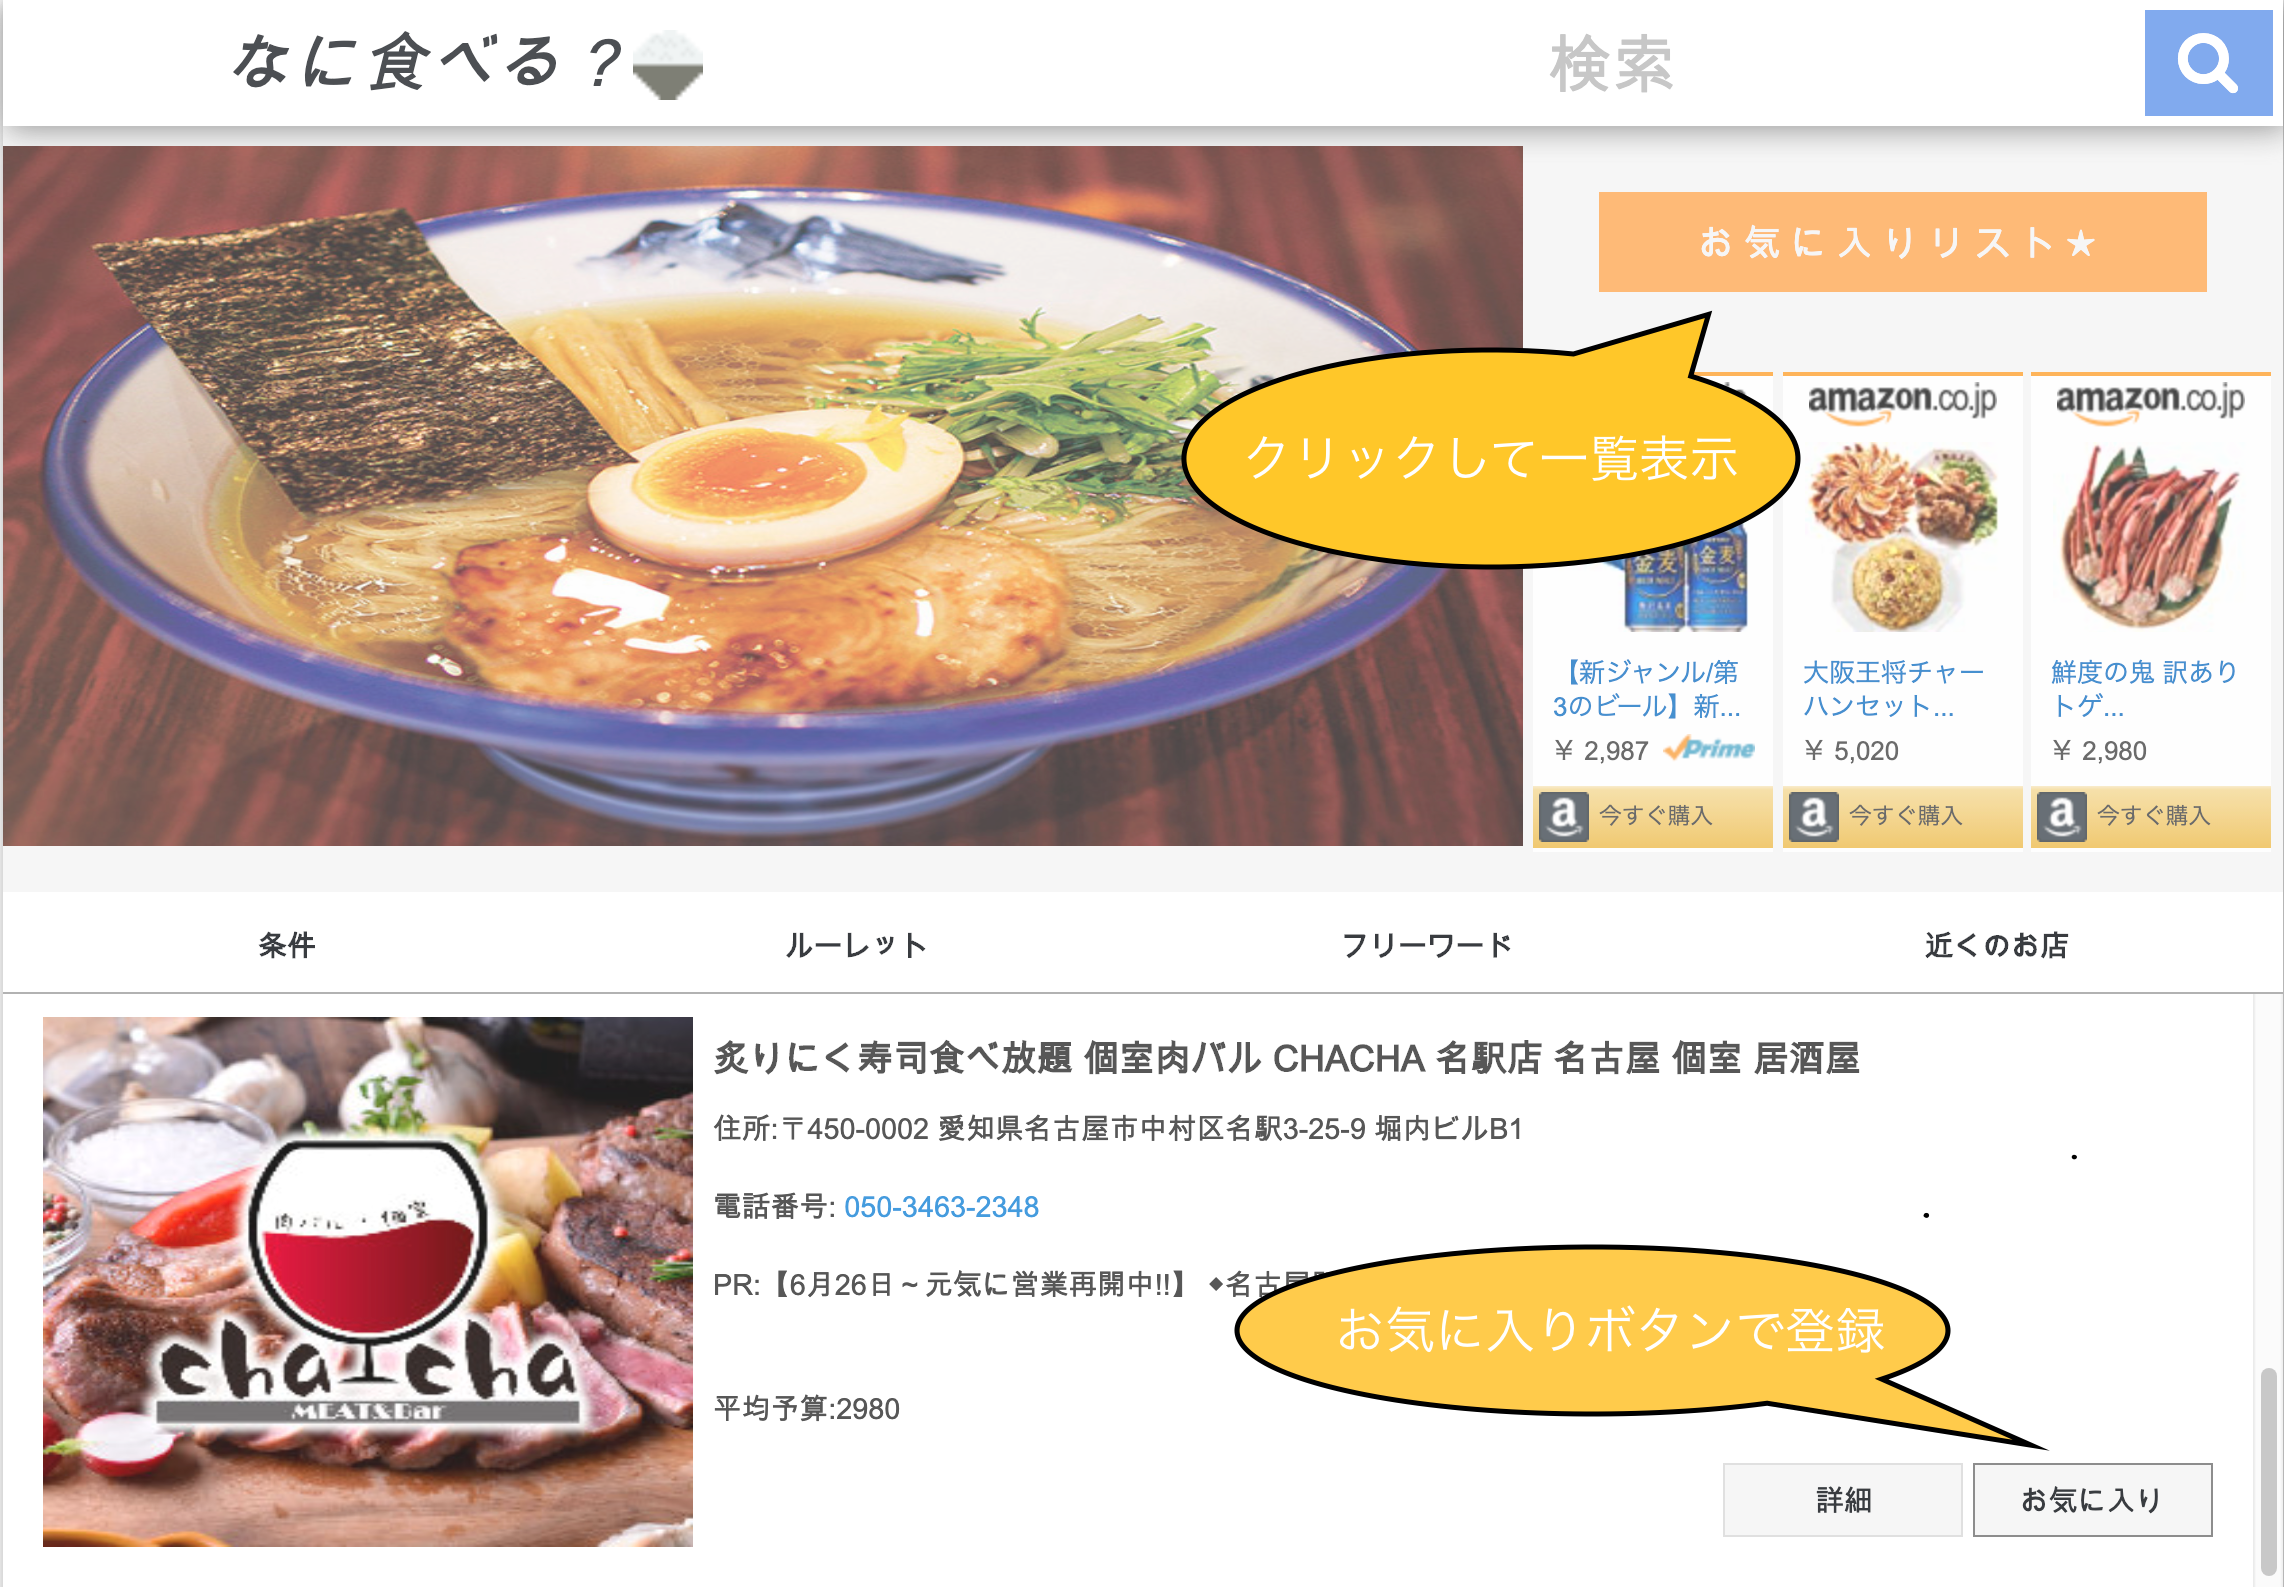 なに食べる？
検索
お気に入りリスト★
クリックして一覧表示
amazon.co.jp
amazon.co.jp
金麦
金麦
【新ジャンル/第
3のビール】新...
￥ 2,987 Prime
今すぐ購入
大阪王将チャー
ハンセット...
￥ 5,020
今すぐ購入
鮮度の鬼 訳あり
トゲ...
￥ 2,980
今すぐ購入
条件
ルーレット
フリーワード
近くのお店
cha cha
MEAT&Bar
炙りにく寿司食べ放題 個室肉バル CHACHA 名駅店 名古屋 個室 居酒屋
住所:〒450-0002 愛知県名古屋市中村区名駅3-25-9 堀内ビルB1
電話番号: 050-3463-2348
PR:【6月26日～元気に営業再開中!!】 ◆名古
お気に入りボタンで登録
平均予算:2980
詳細
お気に入り